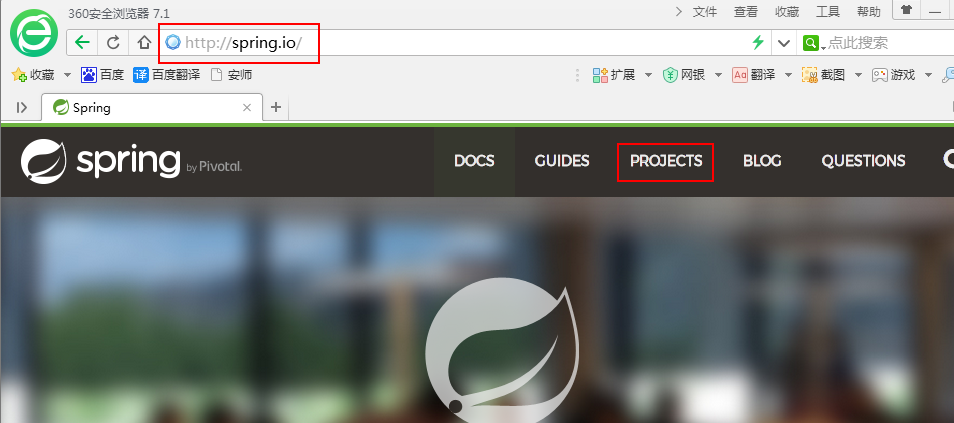 360安全浏览器 7.1
文件 查看 收藏 工具 帮助
http://spring.io/
点此搜索
收藏 百度 译 百度翻译 安师
扩展 网银 Aa 翻译 截图 游戏
Spring
spring by Pivotal.
DOCS GUIDES PROJECTS BLOG QUESTIONS